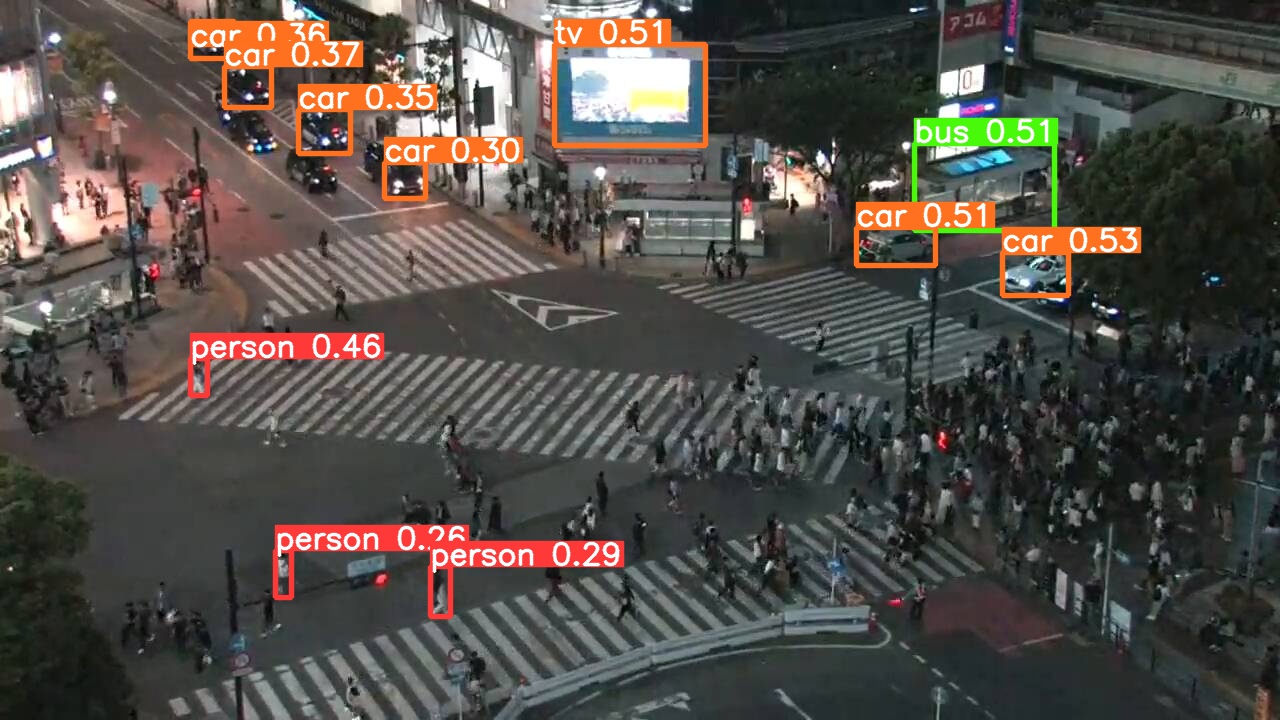 car 0.36
tv 0.51
car 0.37
アコム
car 0.35
bus 0.51
car 0.30
car 0.51
car 0.53
person 0.46
person 0.26
person 0.29